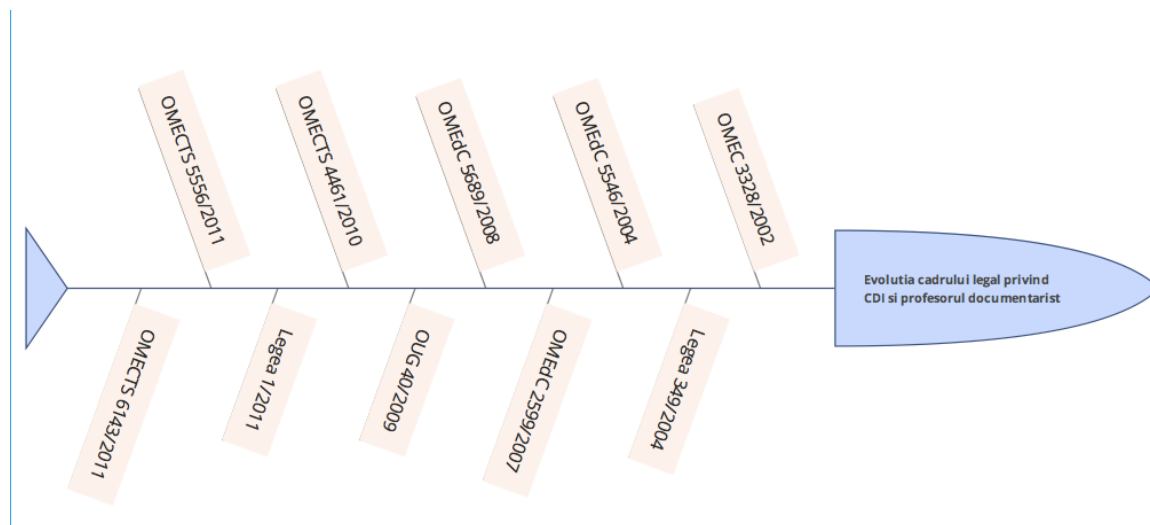 OMECTS 5556/2011
OMECTS 4461/2010
OMEdC 5689/2008
OMEdC 5546/2004
OMEC 3328/2002
Evolutia cadrului legal privind
CDI si profesorul documentarist
OMECTS 6143/2011
Legea 1/2011
OUG 40/2009
OMEdC 2599/2007
Legea 349/2004